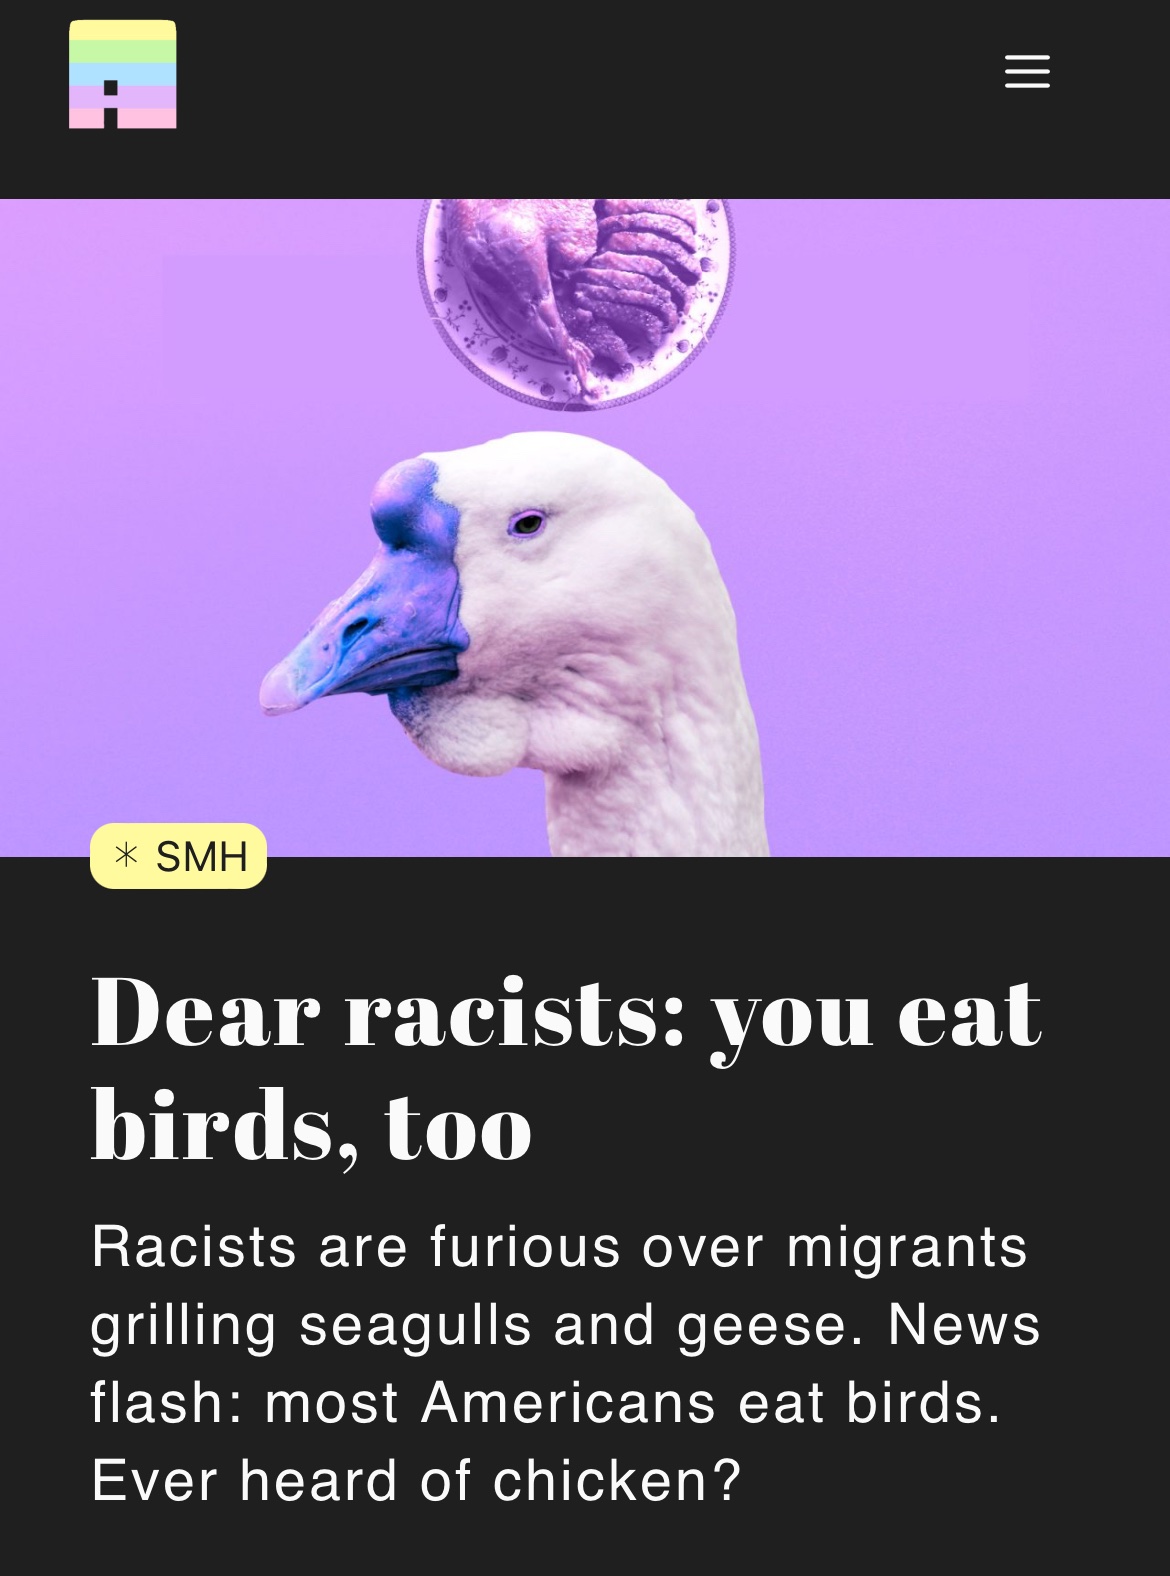 SMH
Dear racists: you eat
birds, too
Racists are furious over migrants
grilling seagulls and geese. News
flash: most Americans eat birds.
Ever heard of chicken?